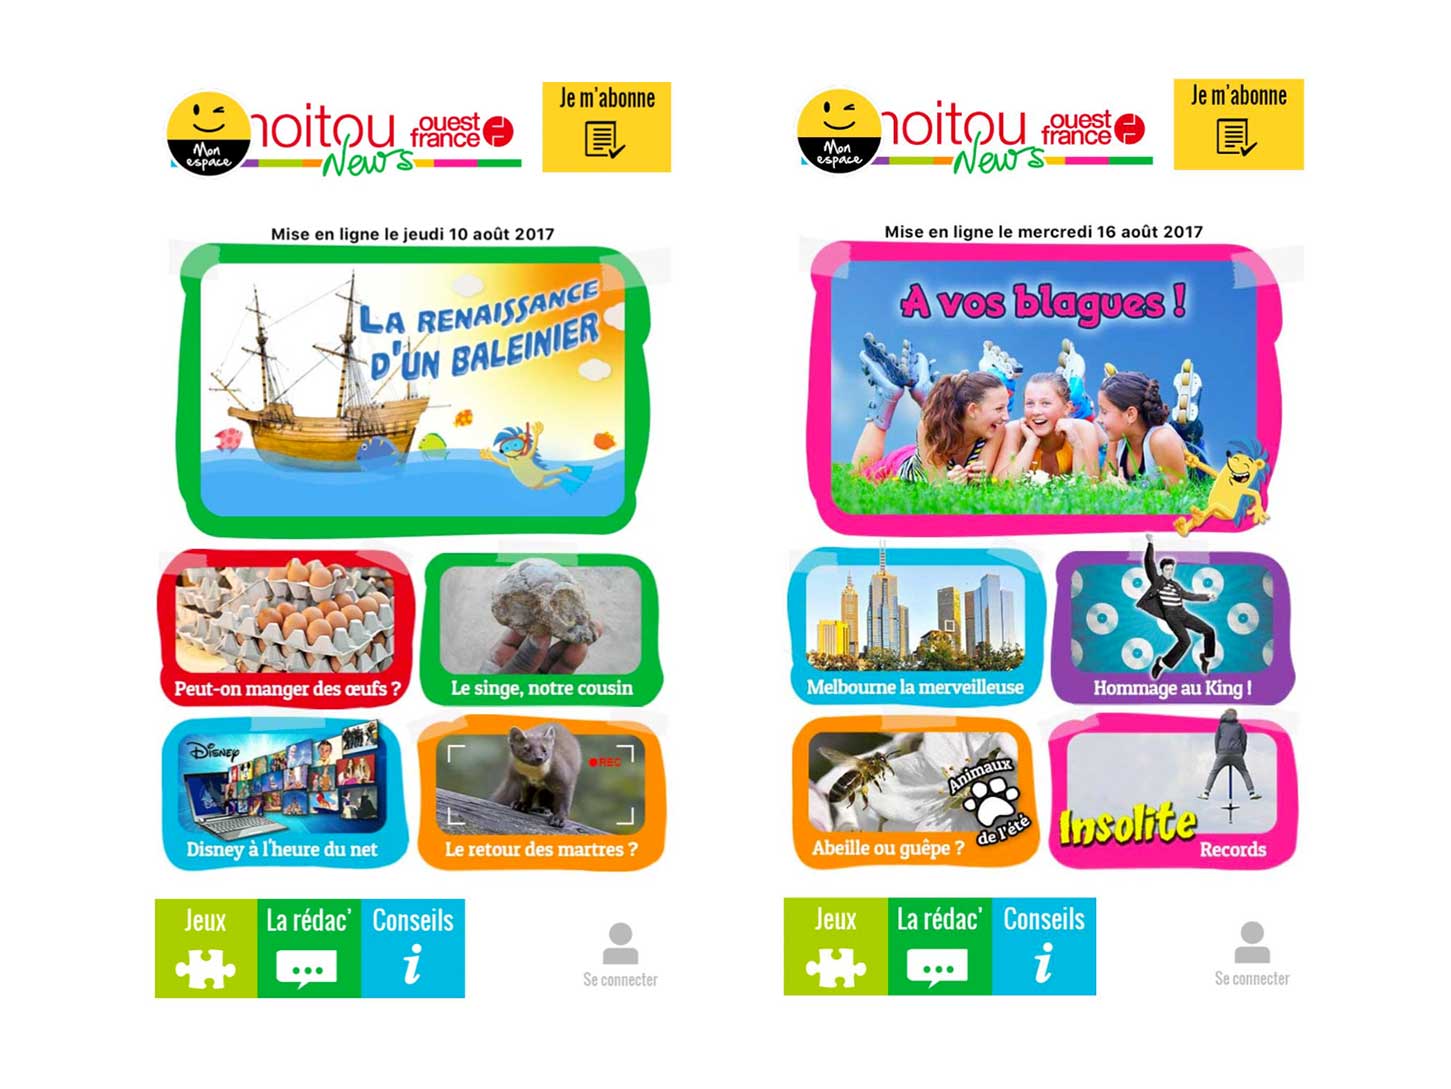 Mon
espace
noitou
News
ouest
france
Je m'abonne
Mise en ligne le jeudi 10 août 2017
LA RENAISSANCE
D'UN BALEINIER
Peut-on manger des œufs ?
Le singe, notre cousin
DISNEY
Disney à l'heure du net
REC
Le retour des martres ?
Jeux
La rédac'
Conseils
i
Se connecter
Mon
espace
noitou
News
ouest
france
Je m'abonne
Mise en ligne le mercredi 16 août 2017
A vos blagues !
Melbourne la merveilleuse
Hommage au King !
Animaux
de l'été
Abeille ou guêpe ?
Insolite
Records
Jeux
La rédac'
Conseils
i
Se connecter